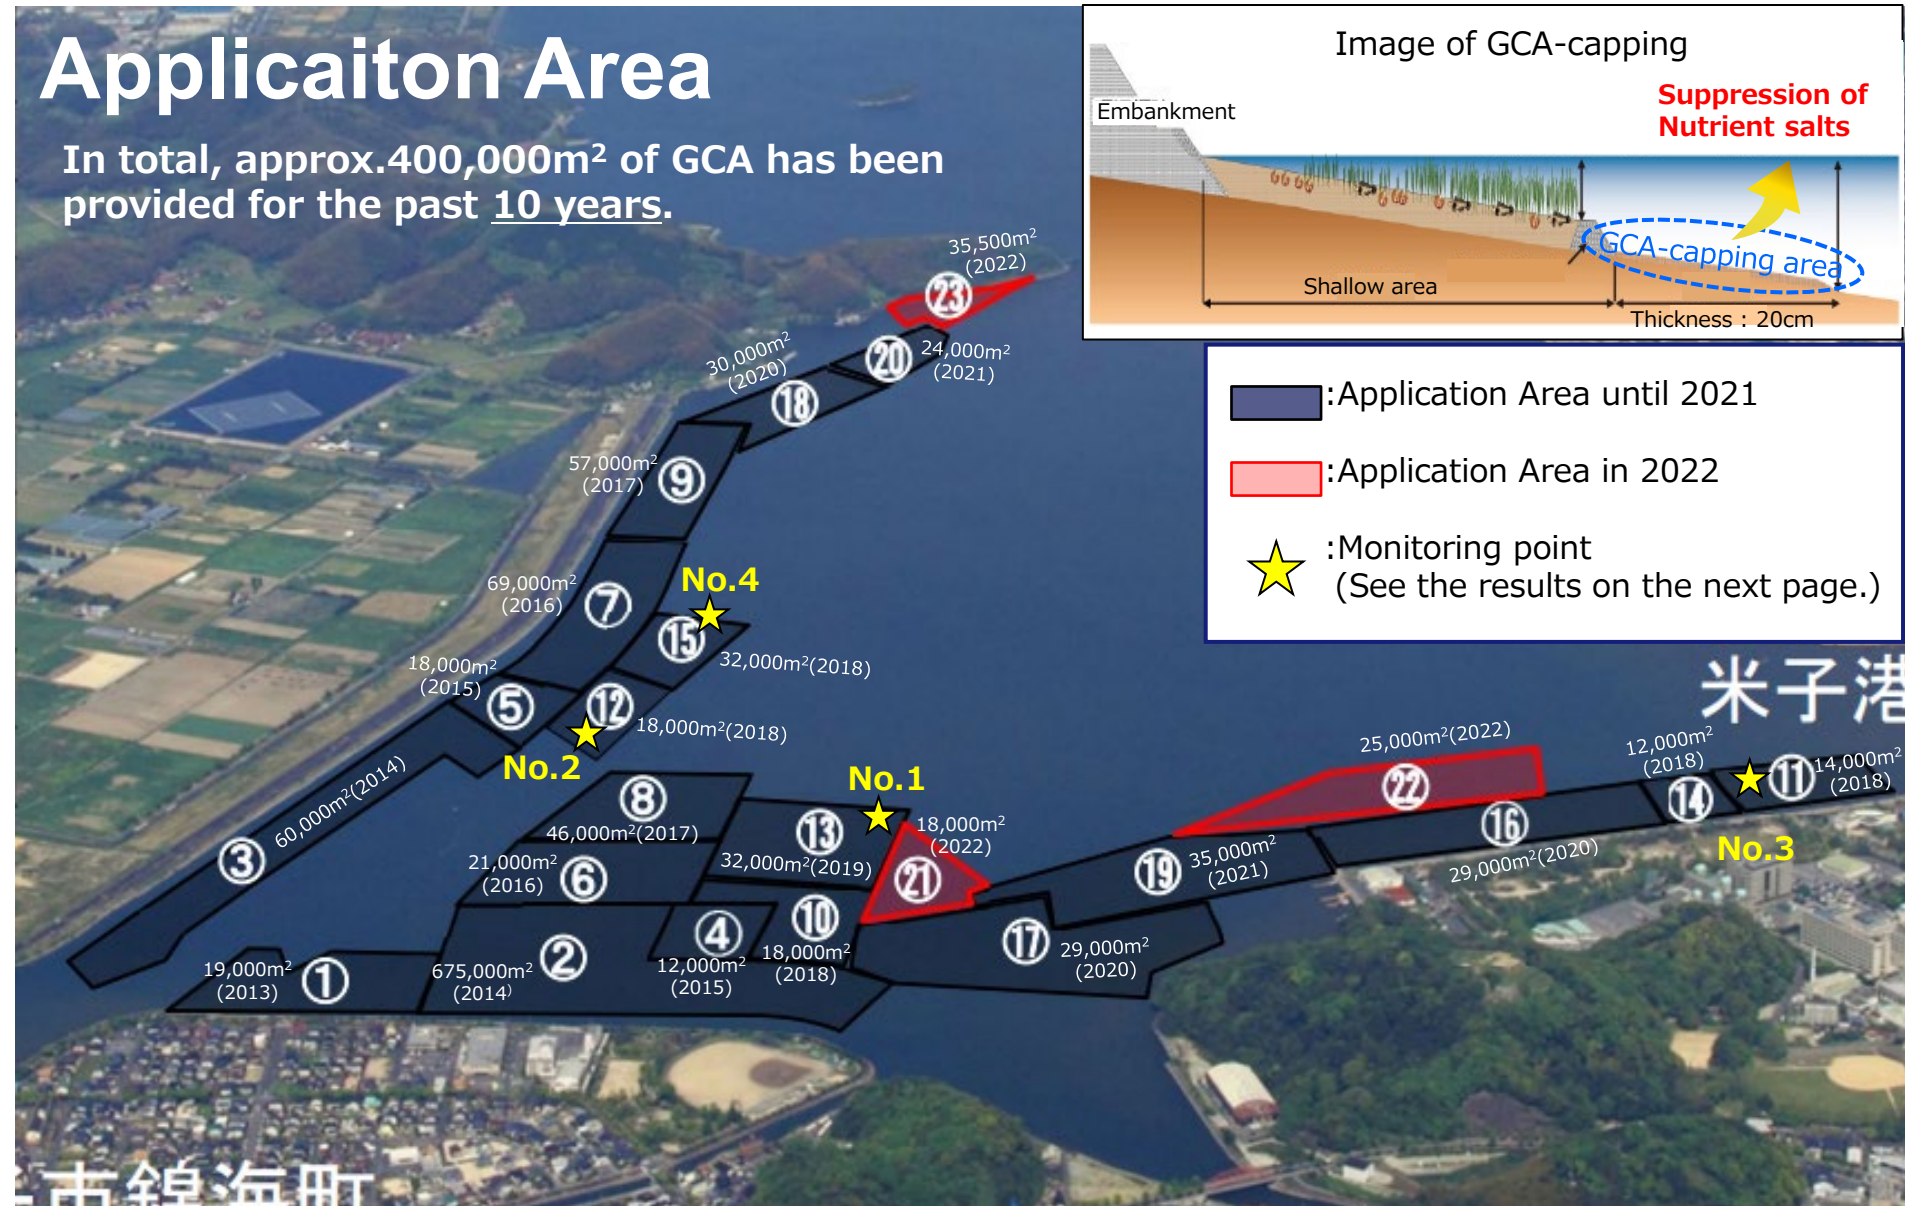 Applicaiton Area
In total, approx.400,000m² of GCA has been
provided for the past 10 years.
Image of GCA-capping
Embankment
Suppression of
Nutrient salts
GCA-capping area
Shallow area
Thickness : 20cm
:Application Area until 2021
:Application Area in 2022
:Monitoring point
(See the results on the next page.)
35,500m²
(2022)
㉓
30,000m²
(2020)
⑱
⑳
24,000m²
(2021)
57,000m²
(2017)
⑨
69,000m²
(2016)
⑦
No.4
⑮
32,000m²(2018)
18,000m²
(2015)
⑤
⑫
18,000m²(2018)
No.2
60,000m²(2014)
③
⑧
46,000m²(2017)
No.1
⑬
32,000m²(2019)
18,000m²
(2022)
㉑
21,000m²
(2016)
⑥
④
12,000m²
(2015)
⑩
18,000m²
(2018)
19,000m²
(2013)
①
675,000m²
(2014)
②
⑰
29,000m²
(2020)
⑲
35,000m²
(2021)
25,000m²(2022)
㉒
⑯
29,000m²(2020)
12,000m²
(2018)
⑭
⑪
14,000m²
(2018)
No.3
米子港
市錦海町